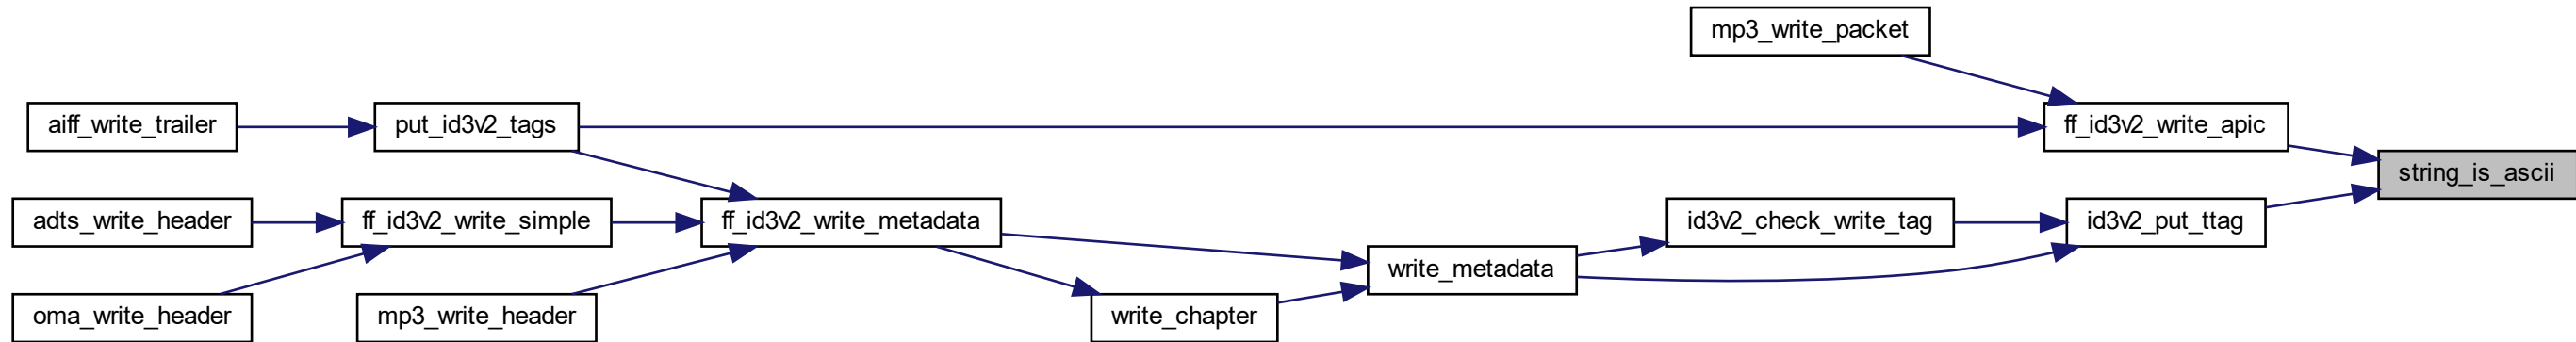 mp3_write_packet
aiff_write_trailer
put_id3v2_tags
ff_id3v2_write_apic
string_is_ascii
adts_write_header
ff_id3v2_write_simple
ff_id3v2_write_metadata
id3v2_check_write_tag
id3v2_put_ttag
write_metadata
oma_write_header
mp3_write_header
write_chapter